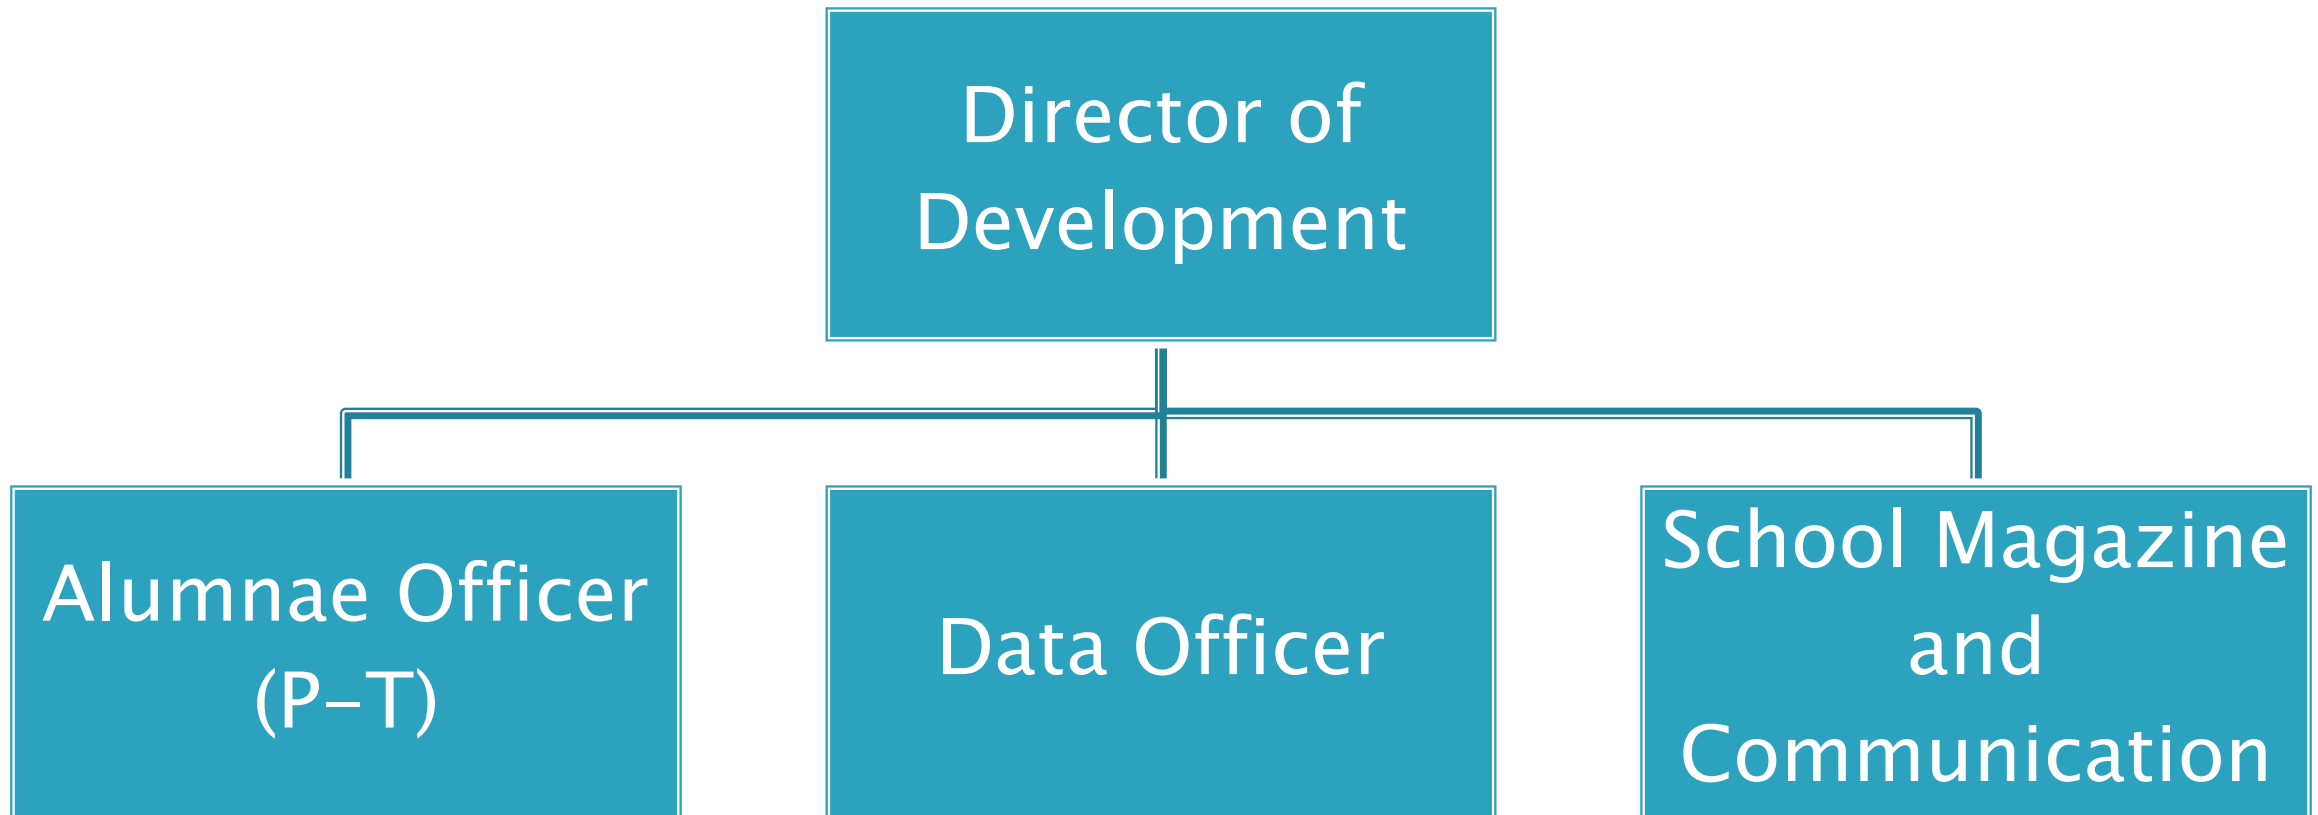 Director of
Development
Alumnae Officer
(P-T)
Data Officer
School Magazine
and
Communication